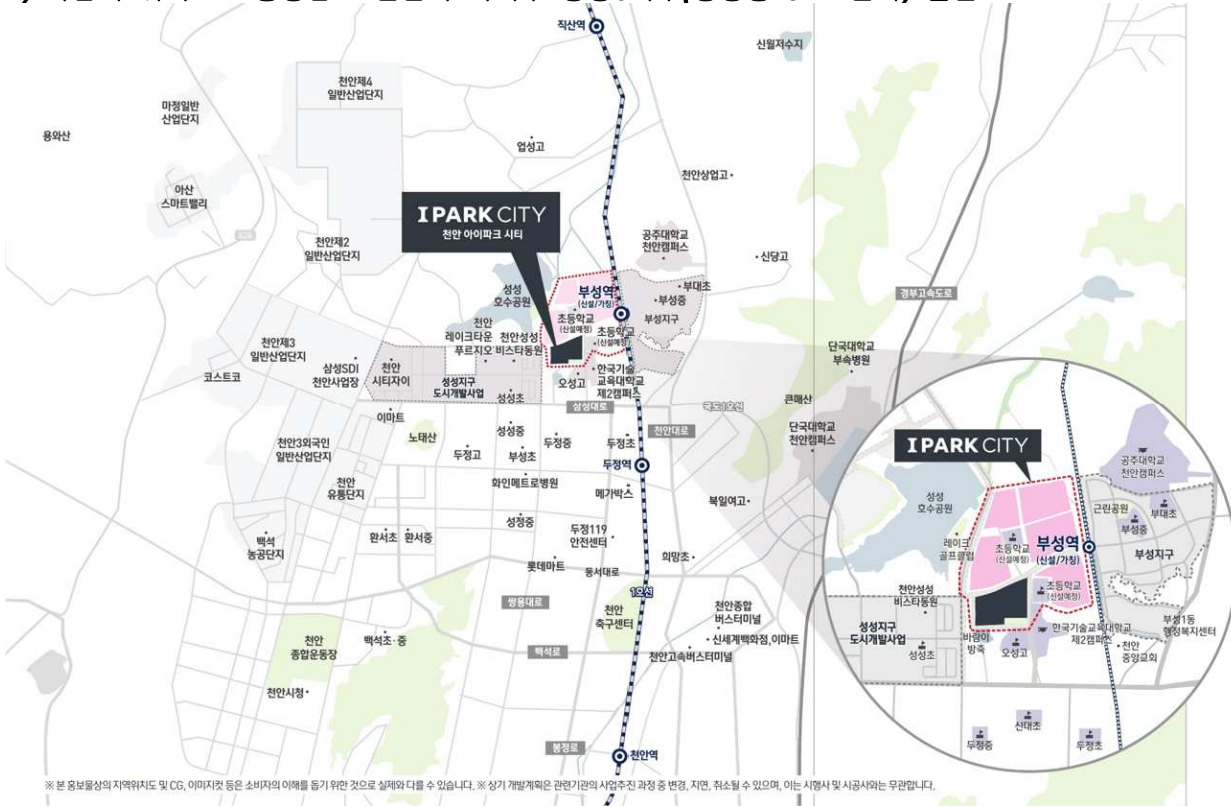 직산역
신월저수지
천안제4
일반산업단지
마정일반
산업단지
용와산
업성고
천안상업고
아산
스마트밸리
I PARK CITY
천안 아이파크 시티
공주대학교
천안캠퍼스
신당고
천안제2
일반산업단지
성성
호수공원
부성역
(신설/가칭)
부대초
부성중
부성지구
경부고속도로
초등학교
(신설예정)
초등학교
(신설예정)
천안
레이크타운
푸르지오
천안성성
비스타동원
단국대학교
부속병원
천안제3
일반산업단지
코스트코
삼성SDI
천안사업장
천안
시티자이
성성지구
도시개발사업
성성초
오성고
한국기술
교육대학교
제2캠퍼스
큰매산
단국대학교
천안캠퍼스
삼성대로
국도1호선
천안대로
이마트
노태산
천안3외국인
일반산업단지
두정고
성성중
부성초
두정중
두정초
두정역
천안
유통단지
화인메트로병원
메가박스
북일여고
백석
농공단지
환서초
환서중
성정중
두정119
안전센터
희망초
롯데마트
동서대로
쌍용대로
1호선
천안
축구센터
천안종합
버스터미널
신세계백화점,이마트
천안고속버스터미널
천안
종합운동장
백석초·중
백석로
천안시청
봉정로
천안역
I PARK CITY
공주대학교
천안캠퍼스
성성
호수공원
근린공원
부대초
부성중
레이크
골프클럽
초등학교
(신설예정)
부성역
(신설/가칭)
부성지구
초등학교
(신설예정)
천안성성
비스타동원
성성지구
도시개발사업
성성초
바람이
방죽
오성고
한국기술교육대학교
제2캠퍼스
부성1동
행정복지센터
천안
중앙교회
신대초
두정중
두정초
※ 본 홍보물상의 지역위치도 및 CG, 이미지컷 등은 소비자의 이해를 돕기 위한 것으로 실제와 다를 수 있습니다. ※ 상기 개발계획은 관련기관의 사업추진 과정 중 변경, 지연, 취소될 수 있으며, 이는 시행사 및 시공사와는 무관합니다.